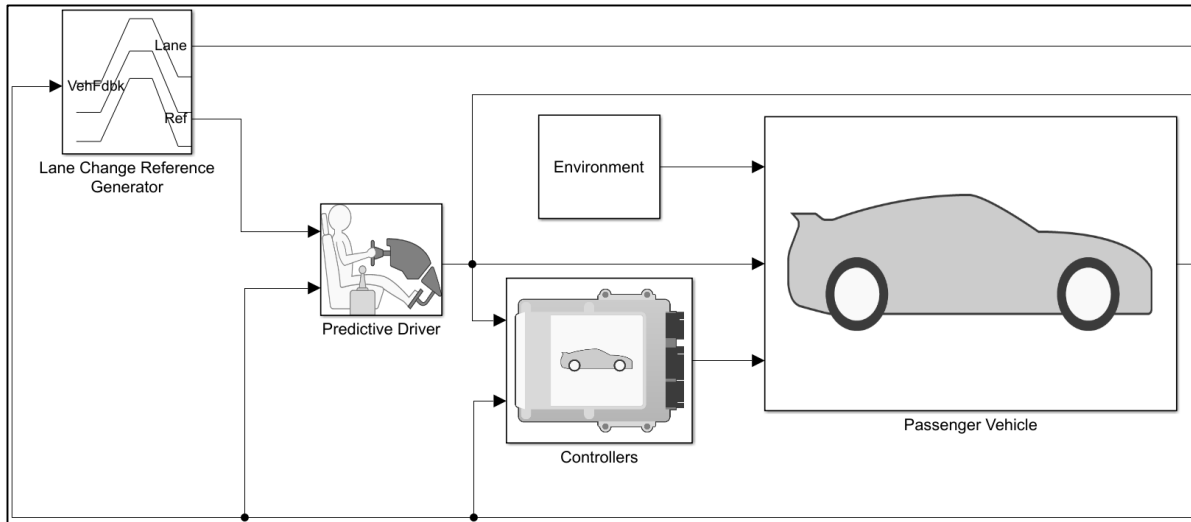 Lane
VehFdbk
Ref
Lane Change Reference
Generator
Environment
Predictive Driver
Controllers
Passenger Vehicle